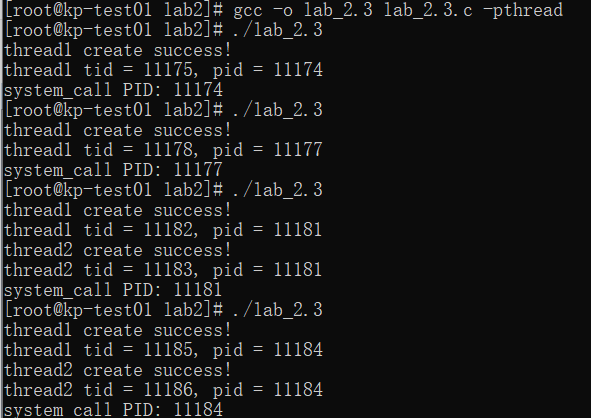 [root@kp-test01 lab2]# gcc -o lab_2.3 lab_2.3.c -pthread
[root@kp-test01 lab2]# ./lab_2.3
thread1 create success!
thread1 tid = 11175, pid = 11174
system_call PID: 11174
[root@kp-test01 lab2]# ./lab_2.3
thread1 create success!
thread1 tid = 11178, pid = 11177
system_call PID: 11177
[root@kp-test01 lab2]# ./lab_2.3
thread1 create success!
thread1 tid = 11182, pid = 11181
thread2 create success!
thread2 tid = 11183, pid = 11181
system_call PID: 11181
[root@kp-test01 lab2]# ./lab_2.3
thread1 create success!
thread1 tid = 11185, pid = 11184
thread2 create success!
thread2 tid = 11186, pid = 11184
system_call PID: 11184